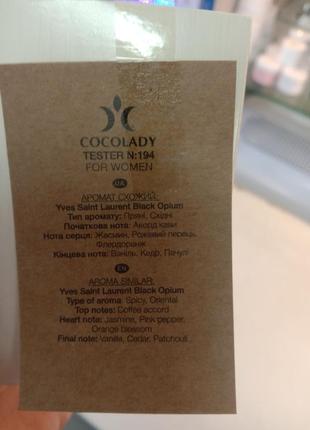 COCOLADY
TESTER N:194
FOR WOMEN
UA
АРОМАТ СХОЖИЙ:
Yves Saint Laurent Black Opium
Тип аромату: Пряні, Східні
Початкова нота: Акорд кави
Нота серця: Жасмин, Рожевий перець,
Флердоранж
Кінцева нота: Ваніль, Кедр, Пачулі
EN
AROMA SIMILAR:
Yves Saint Laurent Black Opium
Type of aroma: Spicy, Oriental
Top notes: Coffee accord
Heart note: Jasmine, Pink pepper,
Orange blossom
Final note: Vanilla, Cedar, Patchouli